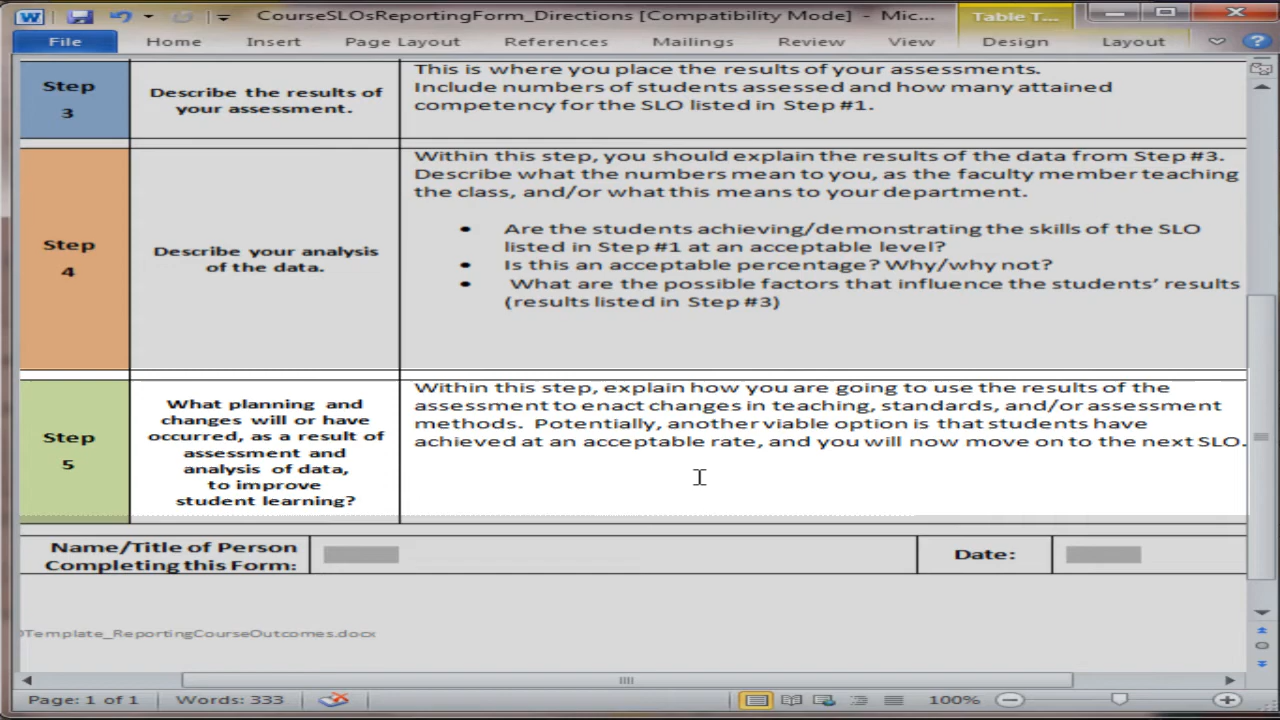 CourseSLOsReportingForm_Directions [Compatibility Mode] - Mic...
Table T...
File Home Insert Page Layout References Mailings Review View Design Layout
Step
3
Describe the results of
your assessment.
This is where you place the results of your assessments.
Include numbers of students assessed and how many attained
competency for the SLO listed in Step #1.
Step
4
Describe your analysis
of the data.
Within this step, you should explain the results of the data from Step #3.
Describe what the numbers mean to you, as the faculty member teaching
the class, and/or what this means to your department.
• Are the students achieving/demonstrating the skills of the SLO
listed in Step #1 at an acceptable level?
• Is this an acceptable percentage? Why/why not?
• What are the possible factors that influence the students' results
(results listed in Step #3)
Step
5
What planning and
changes will or have
occurred, as a result of
assessment and
analysis of data,
to improve
student learning?
Within this step, explain how you are going to use the results of the
assessment to enact changes in teaching, standards, and/or assessment
methods. Potentially, another viable option is that students have
achieved at an acceptable rate, and you will now move on to the next SLO.
Name/Title of Person
Completing this Form:
Date:
Template_ReportingCourseOutcomes.docx
Page: 1 of 1 Words: 333 100%